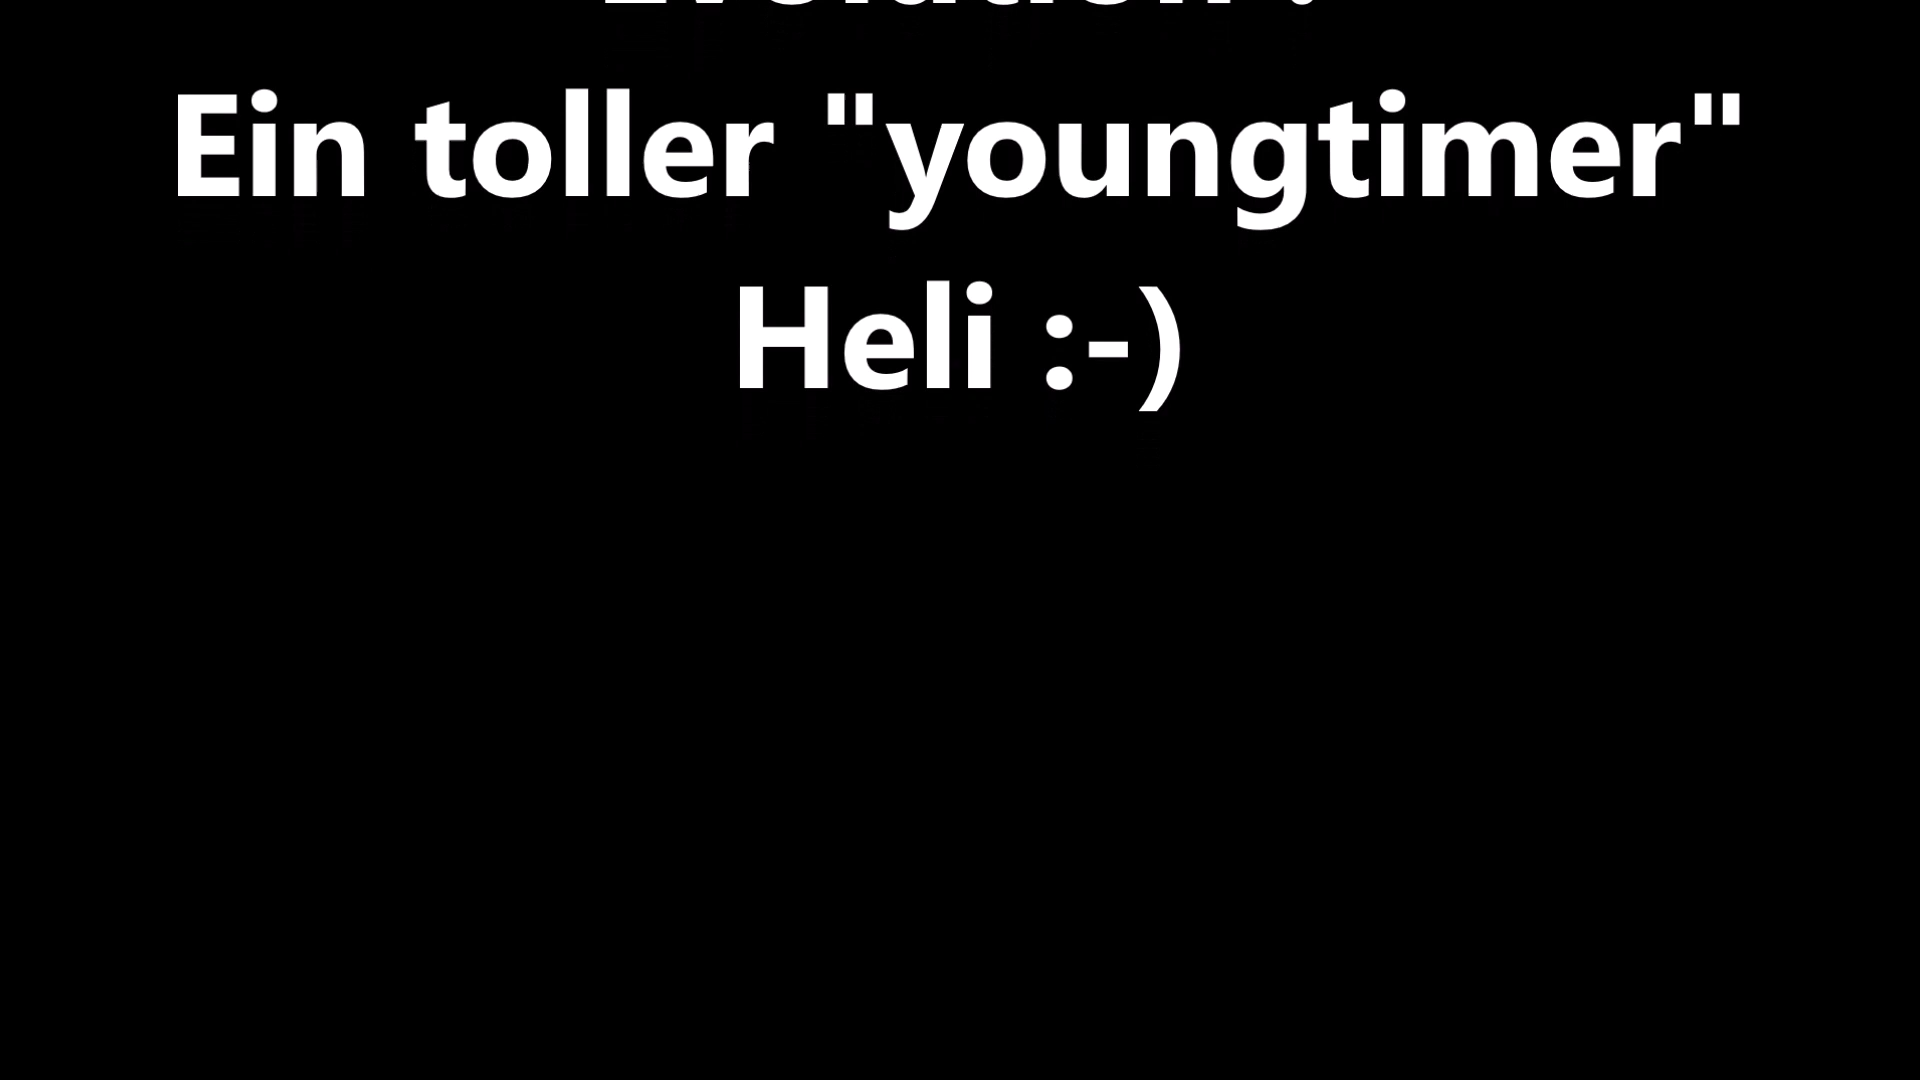 Ein toller "youngtimer"
Heli :-)